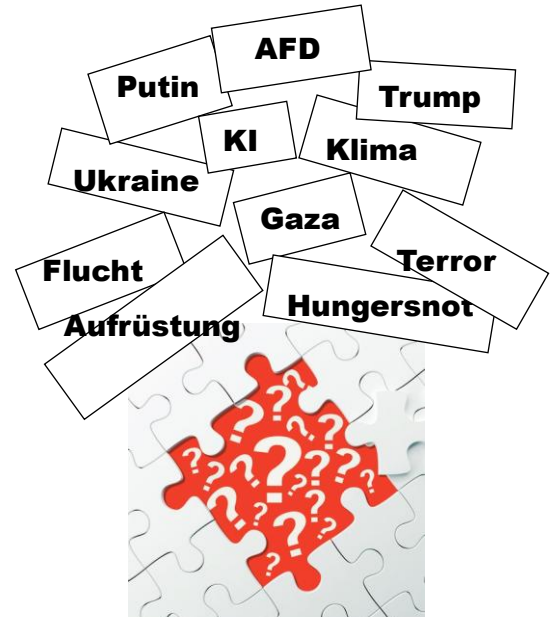 AFD
Putin
Trump
KI
Klima
Ukraine
Gaza
Terror
Flucht
Hungersnot
Aufrüstung
? ? ? ? ? ? ? ? ? ? ? ? ? ? ? ?